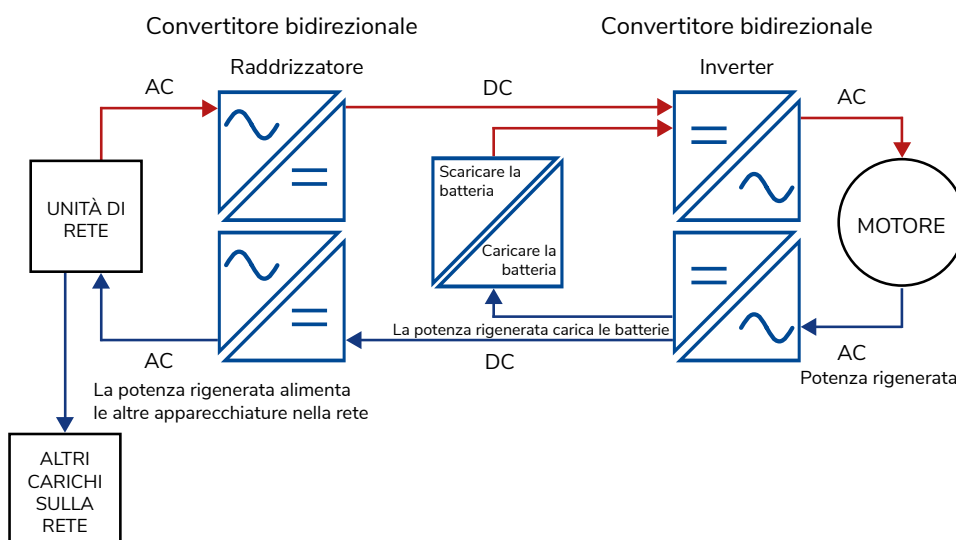 Convertitore bidirezionale
Convertitore bidirezionale
Raddrizzatore
Inverter
AC
DC
AC
Scaricare la
batteria
UNITÀ DI
RETE
MOTORE
Caricare la
batteria
La potenza rigenerata carica le batterie
AC
DC
AC
Potenza rigenerata
La potenza rigenerata alimenta
le altre apparecchiature nella rete
ALTRI
CARICHI
SULLA
RETE